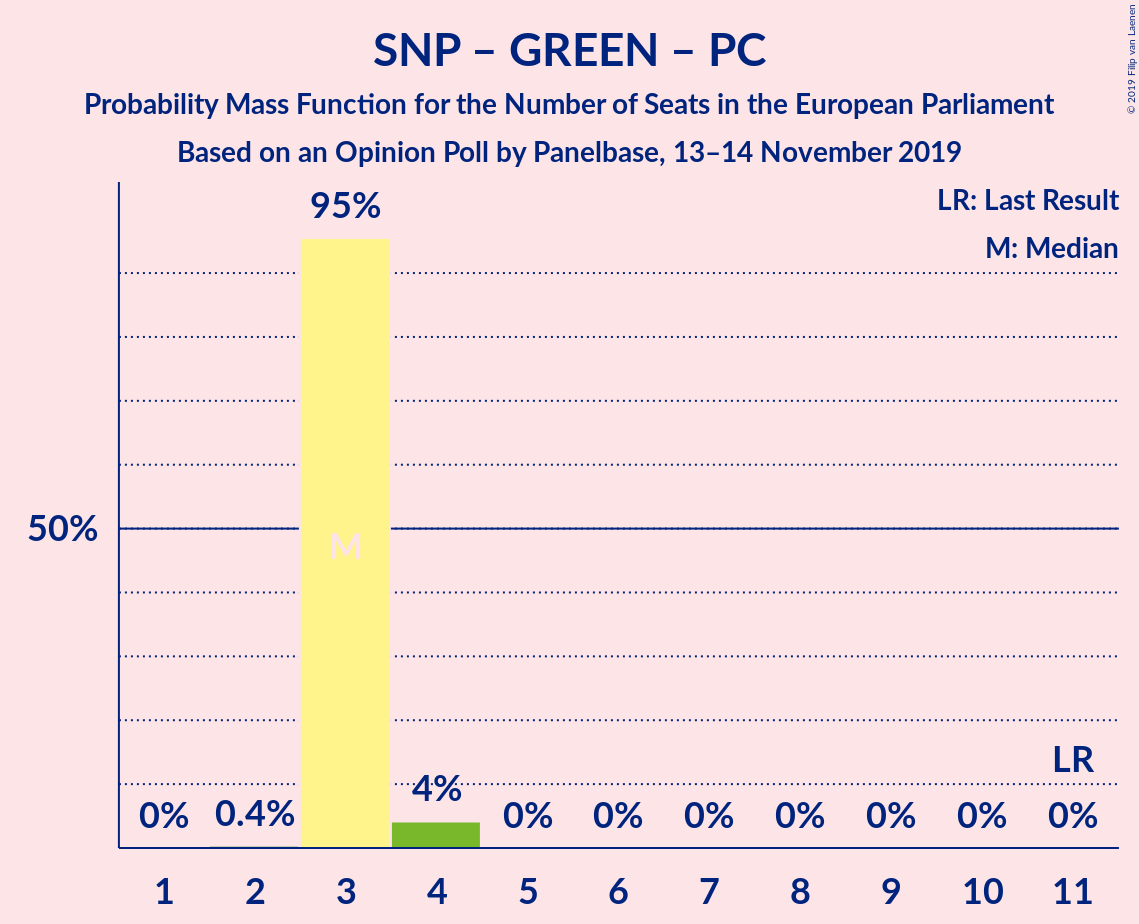 SNP – GREEN – PC
Probability Mass Function for the Number of Seats in the European Parliament
Based on an Opinion Poll by Panelbase, 13–14 November 2019
© 2019 Filip van Laenen
LR: Last Result
M: Median
95%
50%
M
LR
0% 0.4% 4% 0% 0% 0% 0% 0% 0% 0%
1 2 3 4 5 6 7 8 9 10 11